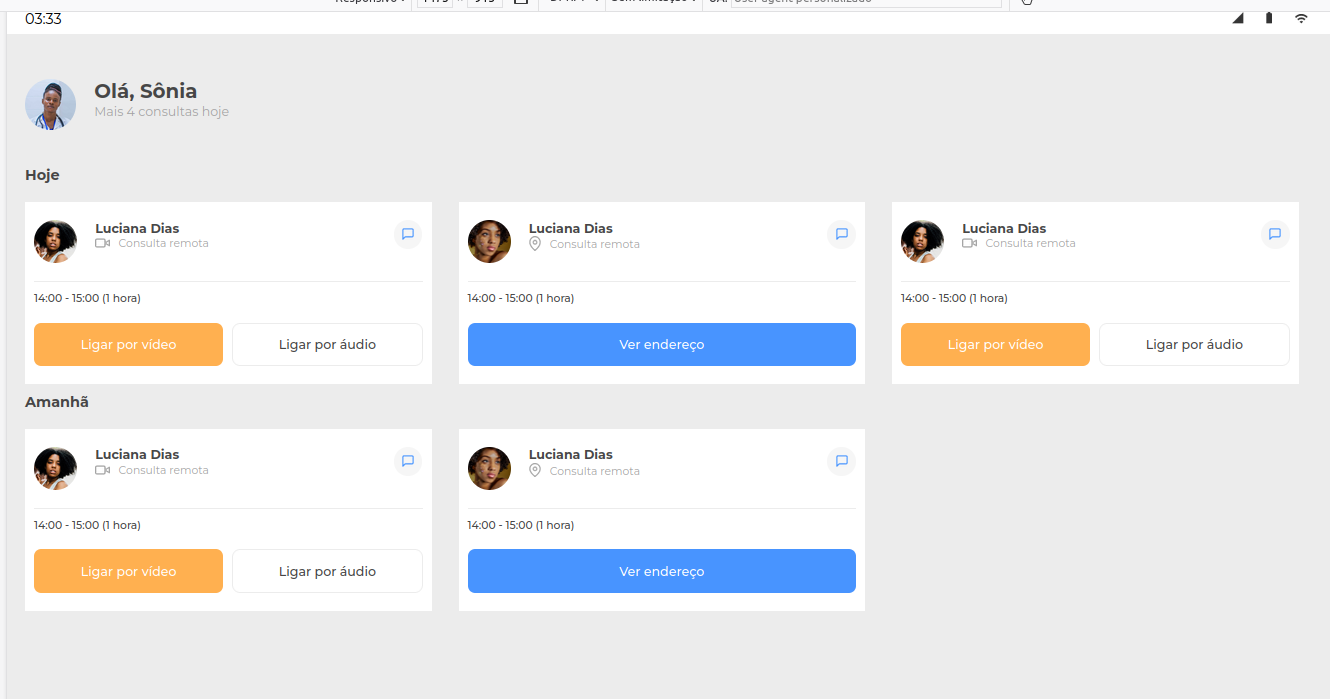 Responsivo
03:33
Olá, Sônia
Mais 4 consultas hoje
Hoje
Luciana Dias
Consulta remota
14:00 - 15:00 (1 hora)
Ligar por vídeo
Ligar por áudio
Luciana Dias
Consulta remota
14:00 - 15:00 (1 hora)
Ver endereço
Luciana Dias
Consulta remota
14:00 - 15:00 (1 hora)
Ligar por vídeo
Ligar por áudio
Amanhã
Luciana Dias
Consulta remota
14:00 - 15:00 (1 hora)
Ligar por vídeo
Ligar por áudio
Luciana Dias
Consulta remota
14:00 - 15:00 (1 hora)
Ver endereço